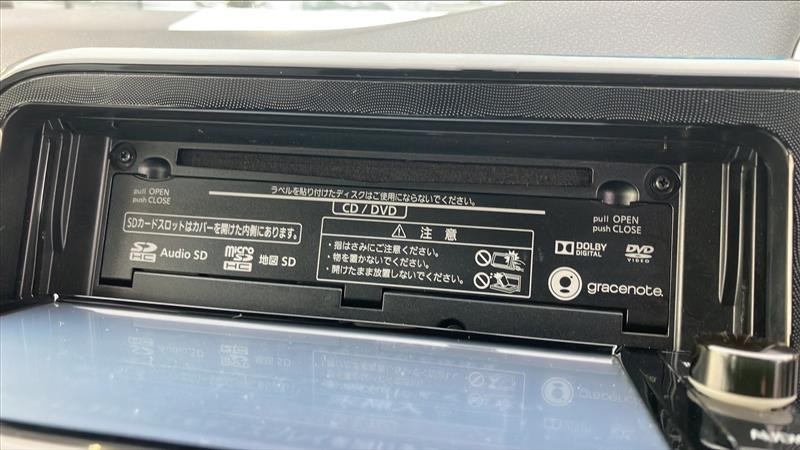 ラベルを貼り付けたディスクはご使用にならないでください。
CD / DVD
pull OPEN
push CLOSE
SDカードスロットはカバーを開けた内側にあります。
SD HC Audio SD
micro SD HC 地図 SD
注 意
・指はさみにご注意ください。
・物を置かないでください。
・開けたまま放置しないでください。
pull OPEN
push CLOSE
DOLBY
DIGITAL
DVD
VIDEO
gracenote.